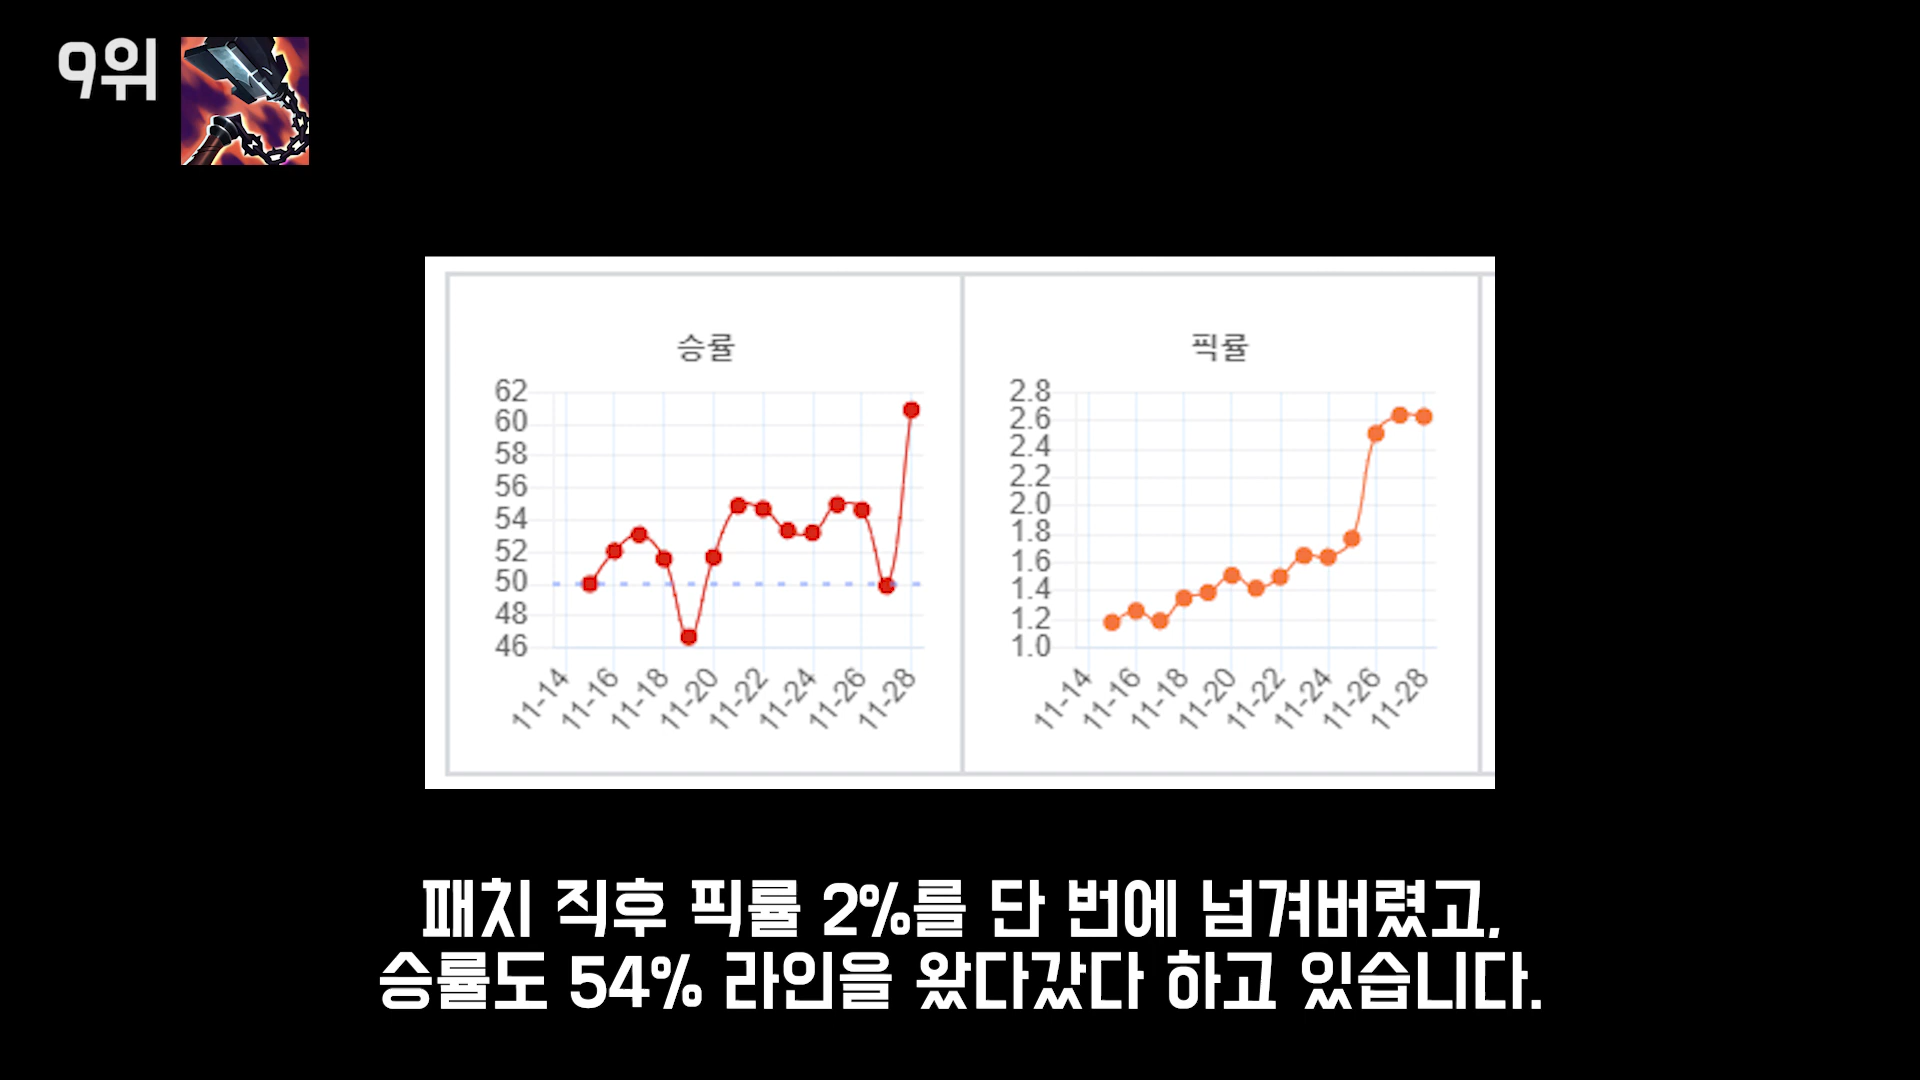 9위
승률
62
60
58
56
54
52
50
48
46
11-14 11-16 11-18 11-20 11-22 11-24 11-26 11-28
픽률
2.8
2.6
2.4
2.2
2.0
1.8
1.6
1.4
1.2
1.0
11-14 11-16 11-18 11-20 11-22 11-24 11-26 11-28
패치 직후 픽률 2%를 단 번에 넘겨버렸고,
승률도 54% 라인을 왔다갔다 하고 있습니다.